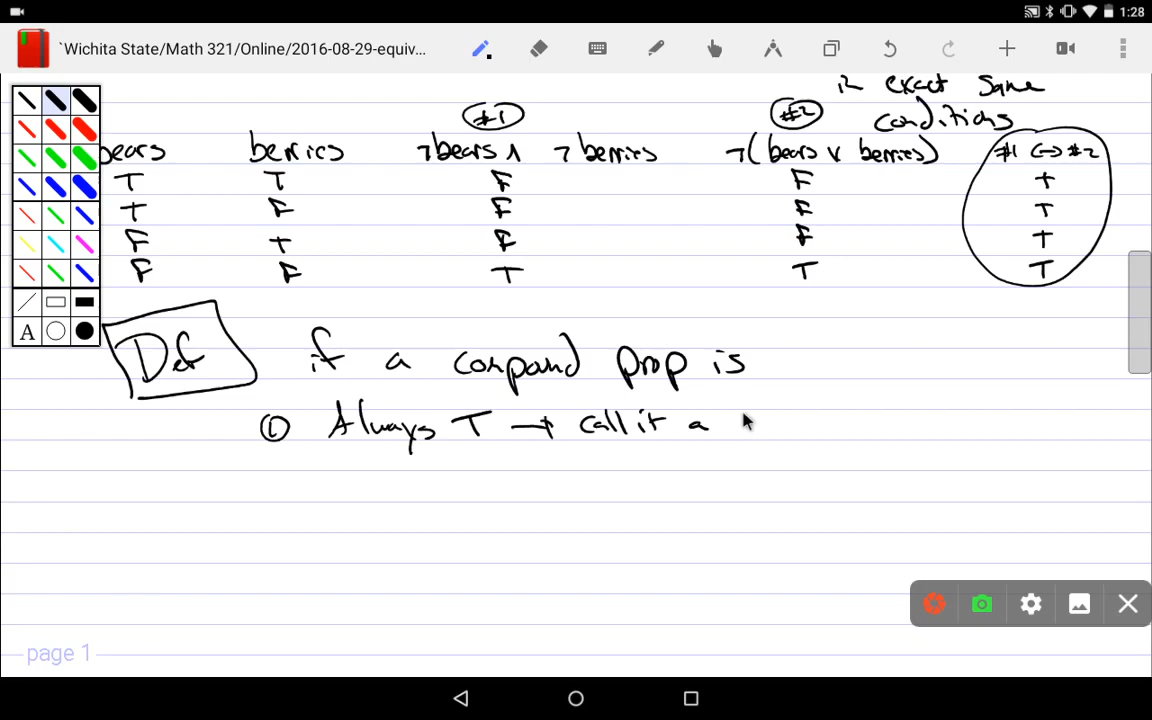 1:28
`Wichita State/Math 321/Online/2016-08-29-equiv...
in exact same
#1 #2 conditions
bears berries ¬bears ∧ ¬berries ¬(bears ∨ berries) #1 ↔ #2
T T F F T
T F F F T
F T F F T
F F T T T
Def if a compound prop is
① Always T → call it a
A
page 1